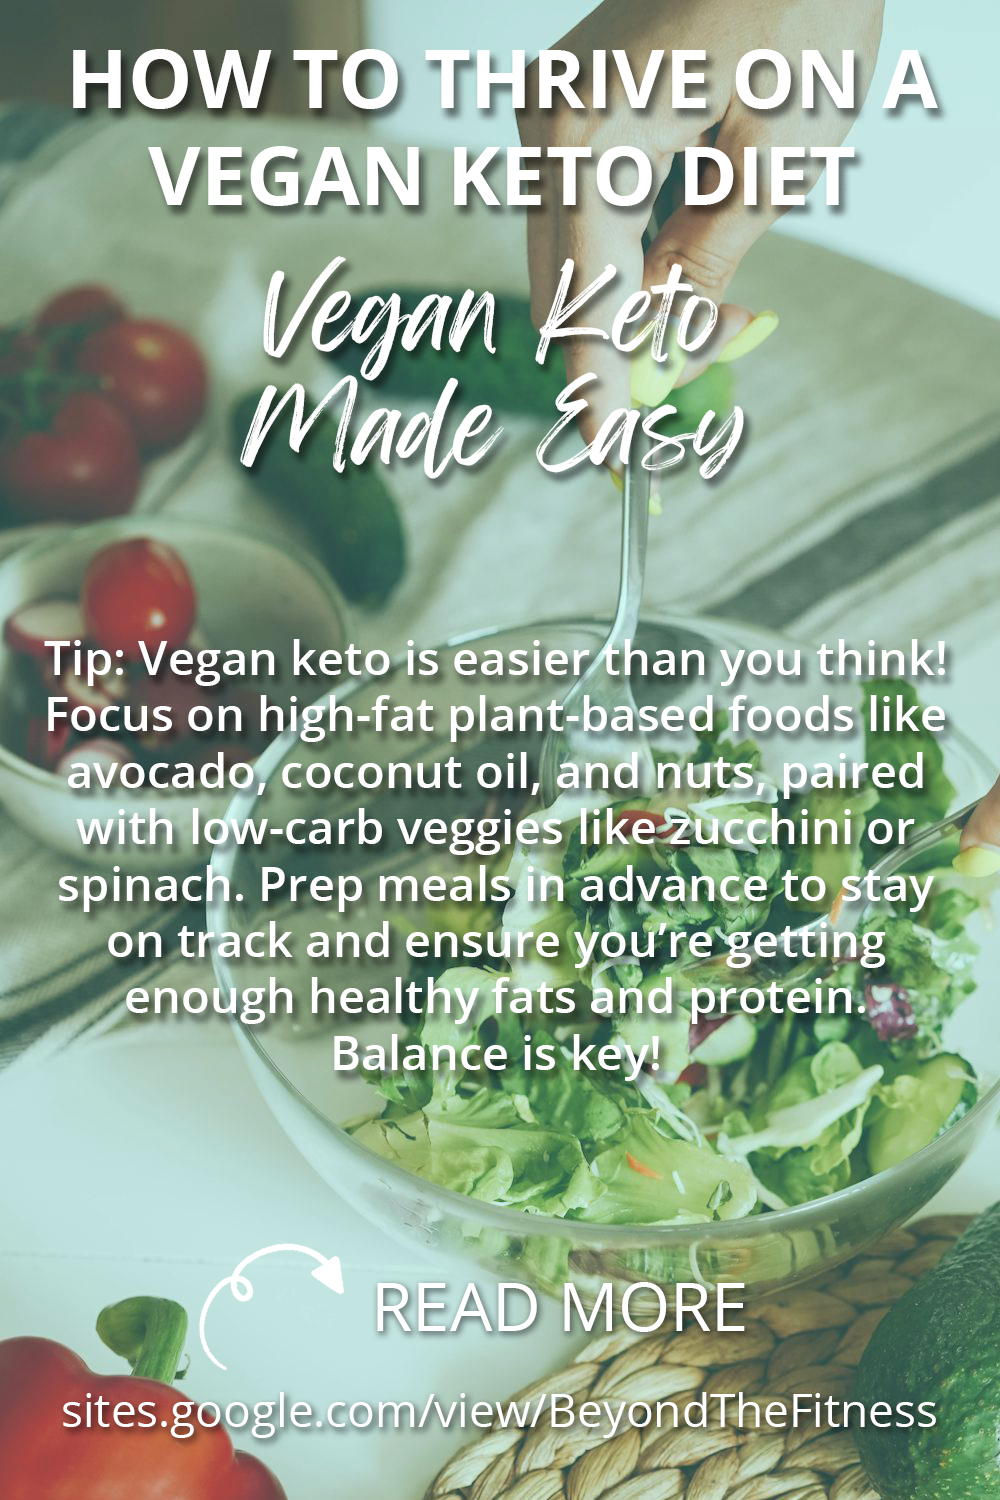 HOW TO THRIVE ON A
VEGAN KETO DIET
Vegan Keto
Made Easy
Tip: Vegan keto is easier than you think!
Focus on high-fat plant-based foods like
avocado, coconut oil, and nuts, paired
with low-carb veggies like zucchini or
spinach. Prep meals in advance to stay
on track and ensure you’re getting
enough healthy fats and protein.
Balance is key!
READ MORE
sites.google.com/view/BeyondTheFitness